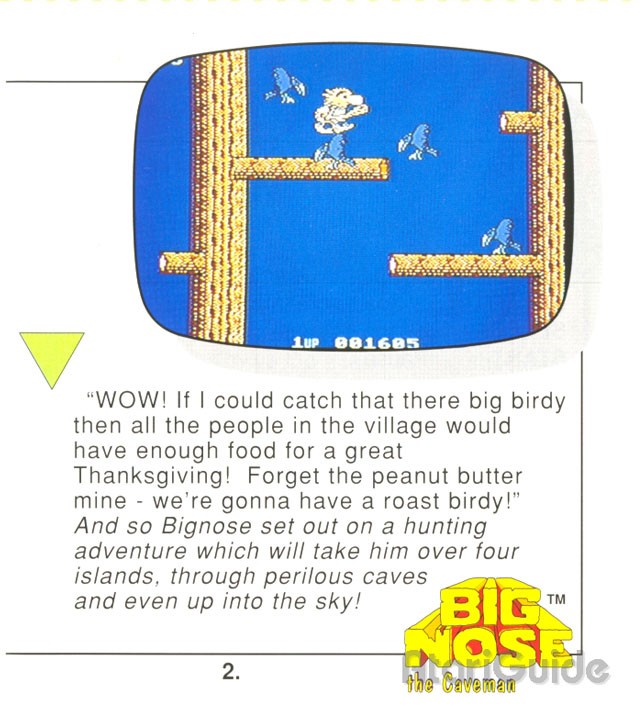 1UP 001605
“WOW! If I could catch that there big birdy
then all the people in the village would
have enough food for a great
Thanksgiving!  Forget the peanut butter
mine - we're gonna have a roast birdy!”
And so Bignose set out on a hunting
adventure which will take him over four
islands, through perilous caves
and even up into the sky!
BIG
NOSE
TM
the Caveman
2.
AtariGuide